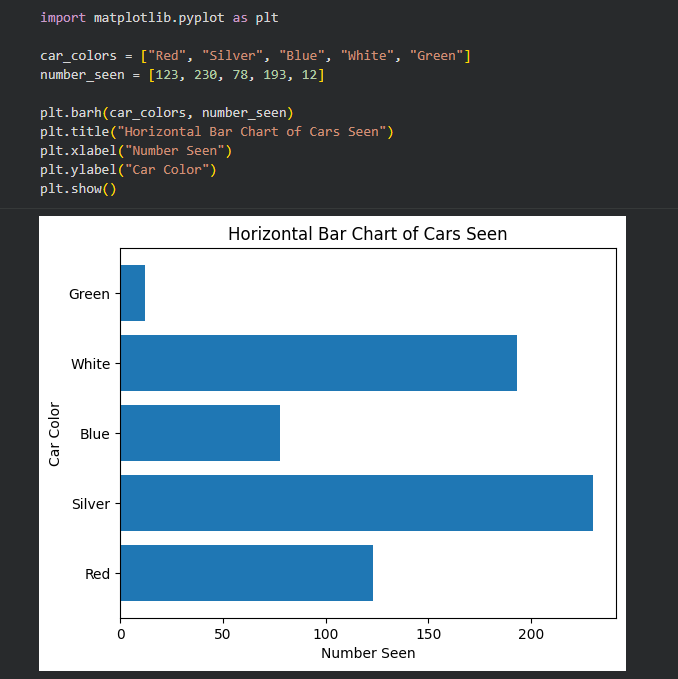 import matplotlib.pyplot as plt
car_colors = ["Red", "Silver", "Blue", "White", "Green"]
number_seen = [123, 230, 78, 193, 12]
plt.barh(car_colors, number_seen)
plt.title("Horizontal Bar Chart of Cars Seen")
plt.xlabel("Number Seen")
plt.ylabel("Car Color")
plt.show()
Horizontal Bar Chart of Cars Seen
Green
White
Blue
Silver
Red
Car Color
0 50 100 150 200
Number Seen